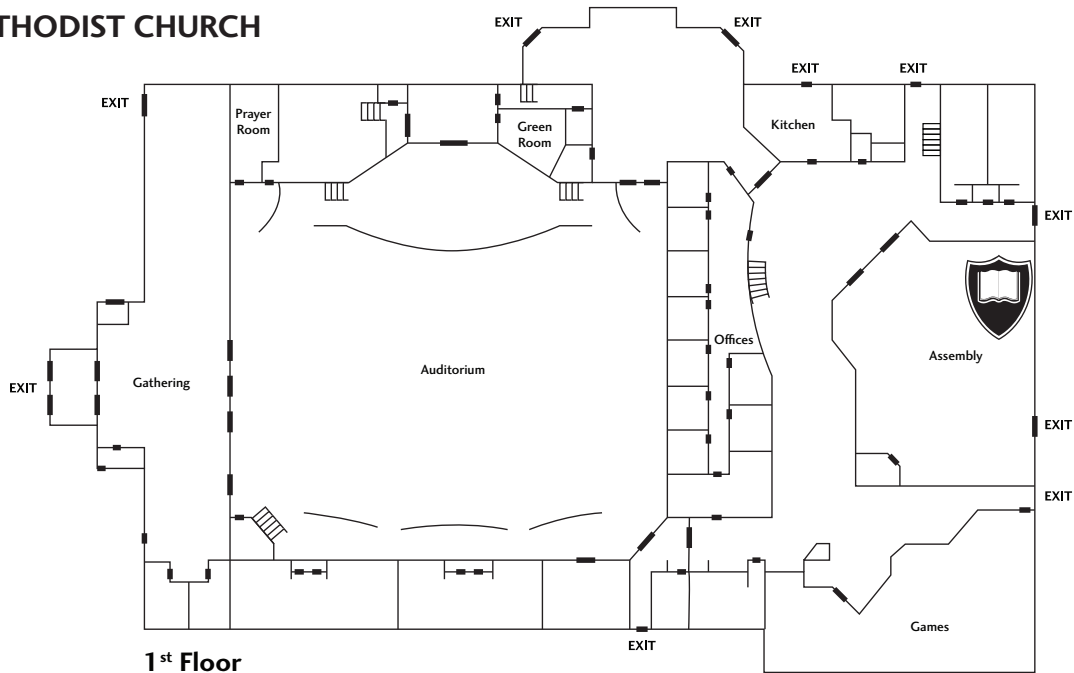 THODIST CHURCH
EXIT
EXIT
EXIT
EXIT
EXIT
Prayer
Room
Green
Room
Kitchen
EXIT
Offices
Assembly
Auditorium
Gathering
EXIT
EXIT
EXIT
Games
EXIT
1st Floor